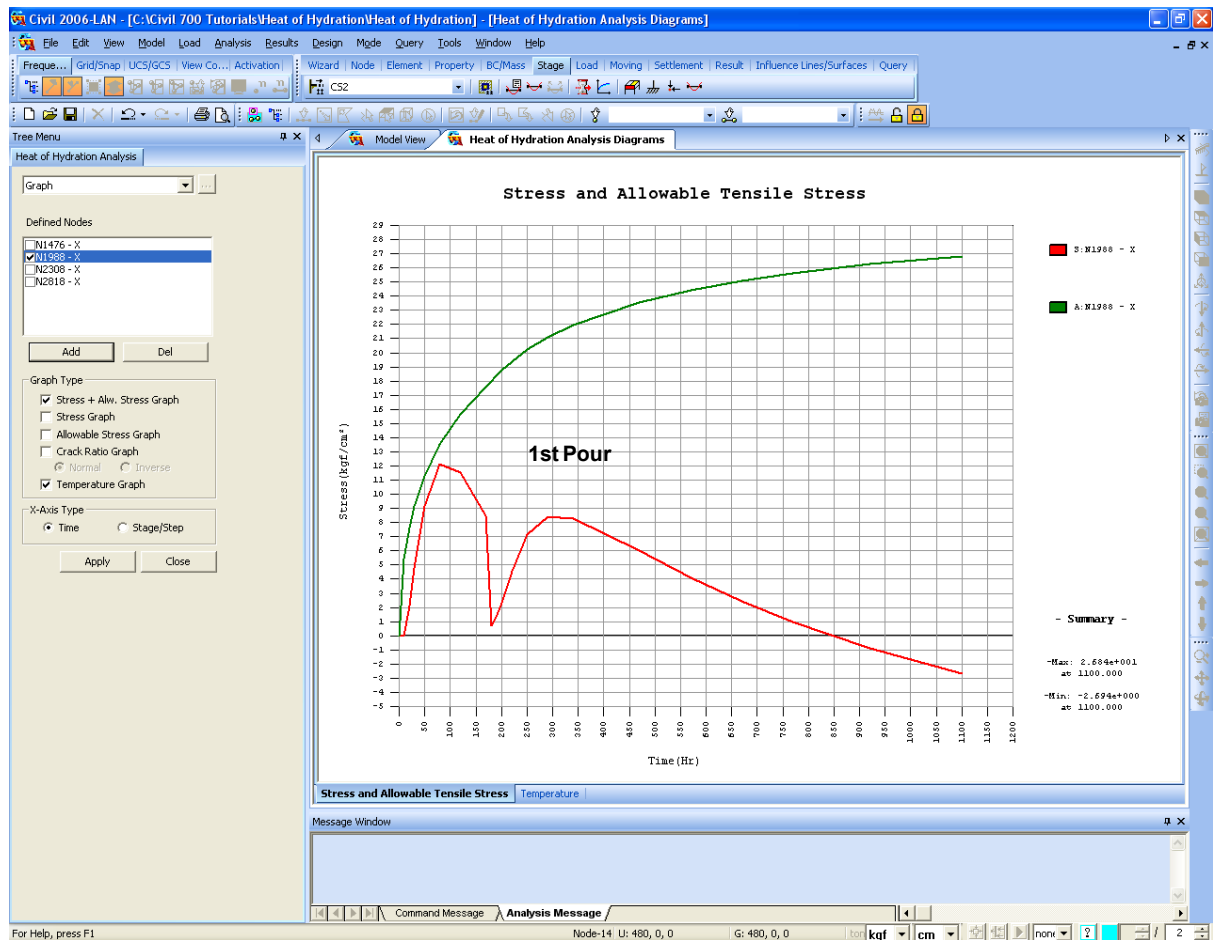 Civil 2006-LAN - [C:\Civil 700 Tutorials\Heat of Hydration\Heat of Hydration] - [Heat of Hydration Analysis Diagrams]
File Edit View Model Load Analysis Results Design Mode Query Tools Window Help
Freque... Grid/Snap UCS/GCS View Co... Activation Wizard Node Element Property BC/Mass Stage Load Moving Settlement Result Influence Lines/Surfaces Query
CS2
Tree Menu
Heat of Hydration Analysis
Graph
...
Defined Nodes
N1476 - X
N1988 - X
N2308 - X
N2818 - X
Add Del
Graph Type
Stress + Alw. Stress Graph
Stress Graph
Allowable Stress Graph
Crack Ratio Graph
Normal Inverse
Temperature Graph
X-Axis Type
Time Stage/Step
Apply Close
Model View Heat of Hydration Analysis Diagrams
Stress and Allowable Tensile Stress
29
28
27
26
25
24
23
22
21
20
19
18
17
16
15
14
13
12
11
10
9
8
7
6
5
4
3
2
1
0
-1
-2
-3
-4
-5
Stress(kgf/cm²)
1st Pour
S:N1988 - X
A:N1988 - X
- Summary -
-Max: 2.684e+001
at 1100.000
-Min: -2.694e+000
at 1100.000
0 50 100 150 200 250 300 350 400 450 500 550 600 650 700 750 800 850 900 950 1000 1050 1100 1150 1200
Time(Hr)
Stress and Allowable Tensile Stress Temperature
Message Window
Command Message Analysis Message
For Help, press F1
Node-14 U: 480, 0, 0 G: 480, 0, 0 ton kgf cm none ? / 2